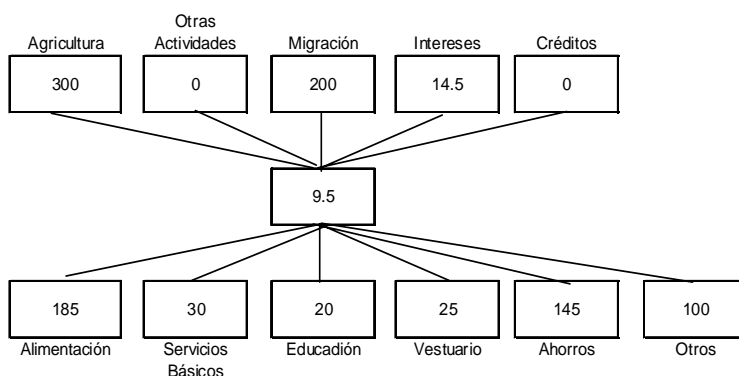 Otras
Agricultura Actividades Migración Intereses Créditos
300 0 200 14.5 0
9.5
185 30 20 25 145 100
Alimentación Servicios Educadión Vestuario Ahorros Otros
Básicos